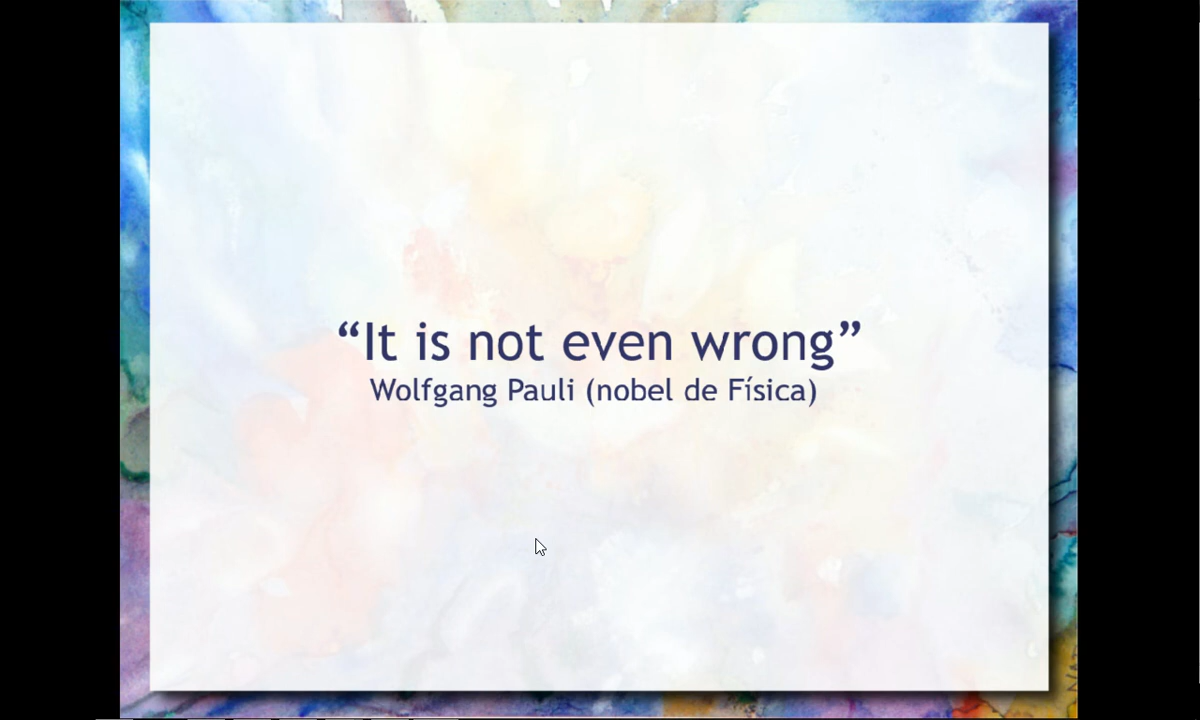 “It is not even wrong”
Wolfgang Pauli (nobel de Física)